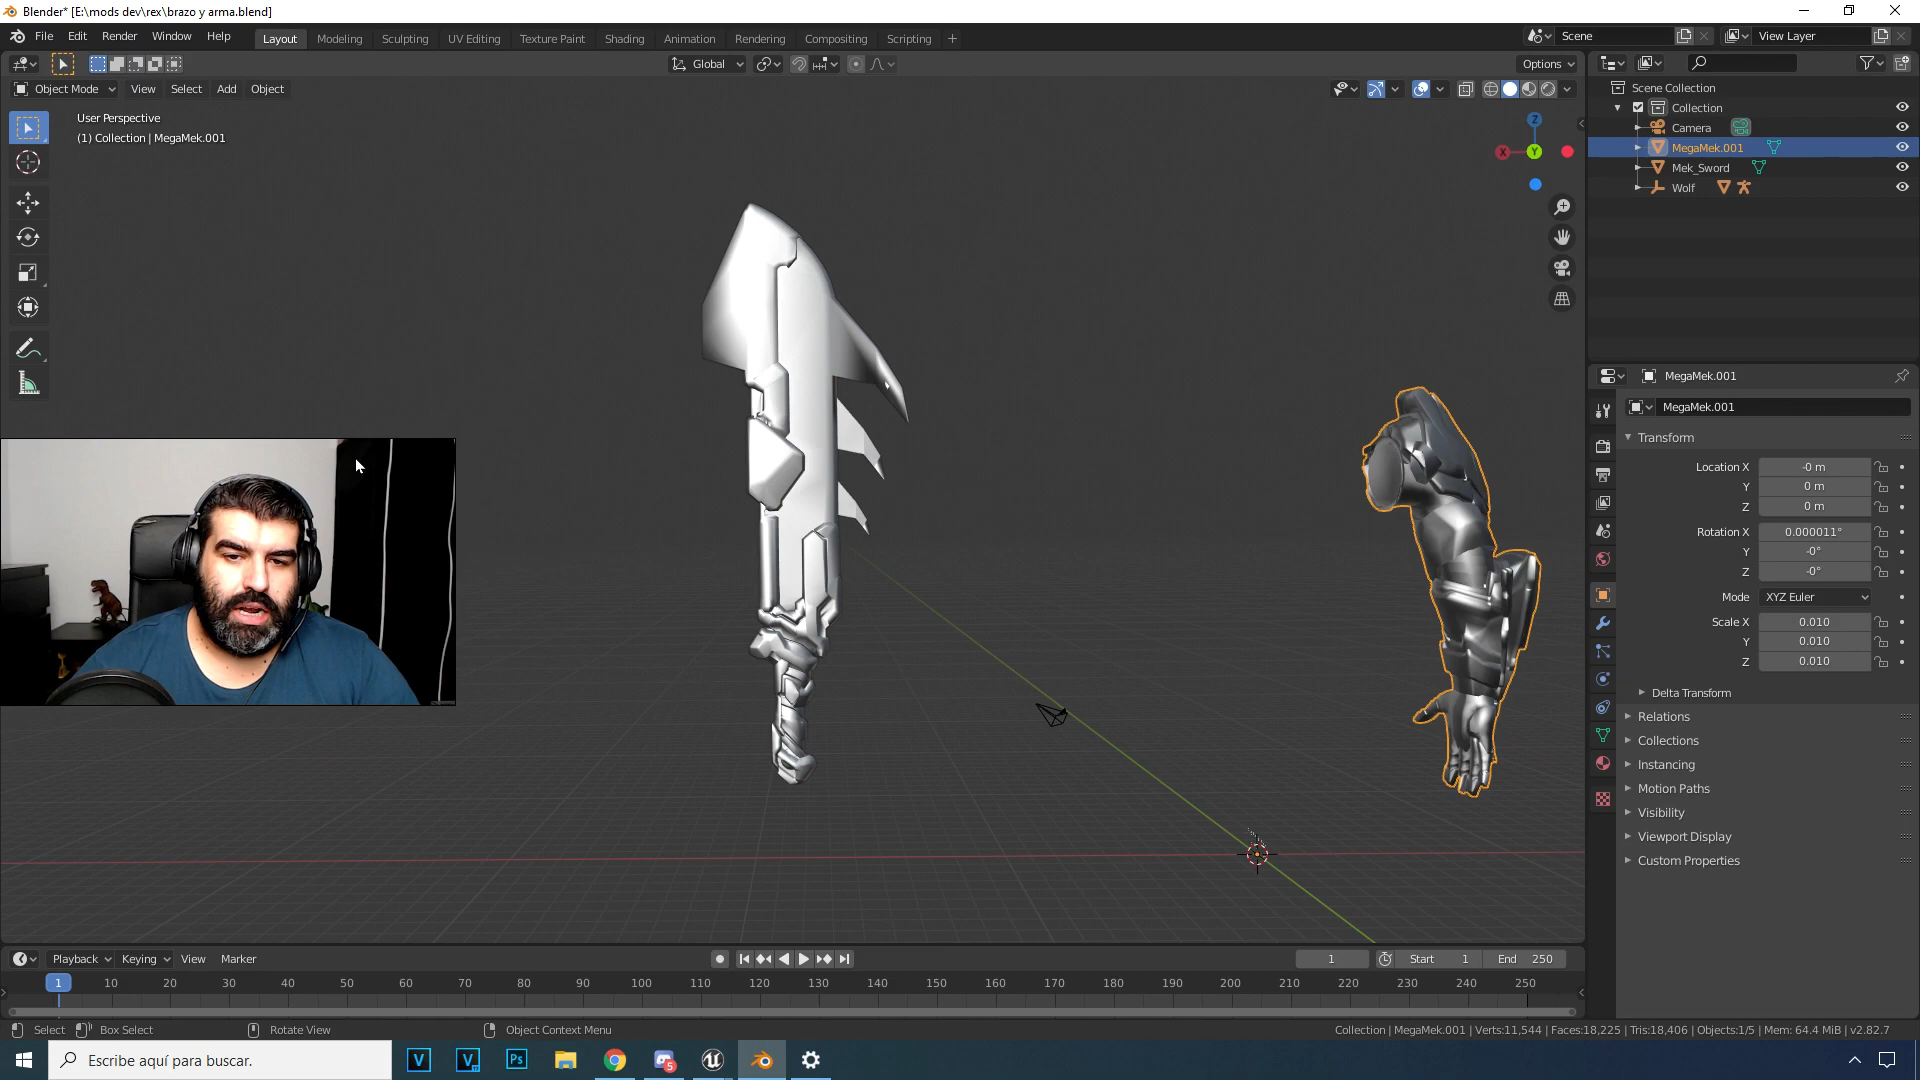 Blender* [E:\mods dev\rex\brazo y arma.blend]
File Edit Render Window Help Layout Modeling Sculpting UV Editing Texture Paint Shading Animation Rendering Compositing Scripting + Scene View Layer
Global Options
Object Mode View Select Add Object
User Perspective
(1) Collection | MegaMek.001
Z
X Y
Scene Collection
Collection
Camera
MegaMek.001
Mek_Sword
Wolf
MegaMek.001
MegaMek.001
Transform
Location X -0 m
Y 0 m
Z 0 m
Rotation X 0.000011°
Y -0°
Z -0°
Mode XYZ Euler
Scale X 0.010
Y 0.010
Z 0.010
Delta Transform
Relations
Collections
Instancing
Motion Paths
Visibility
Viewport Display
Custom Properties
Playback Keying View Marker 1 Start 1 End 250
1 10 20 30 40 50 60 70 80 90 100 110 120 130 140 150 160 170 180 190 200 210 220 230 240 250
Select Box Select Rotate View Object Context Menu Collection | MegaMek.001 | Verts:11,544 | Faces:18,225 | Tris:18,406 | Objects:1/5 | Mem: 64.4 MiB | v2.82.7
Escribe aquí para buscar. V V Ps 5